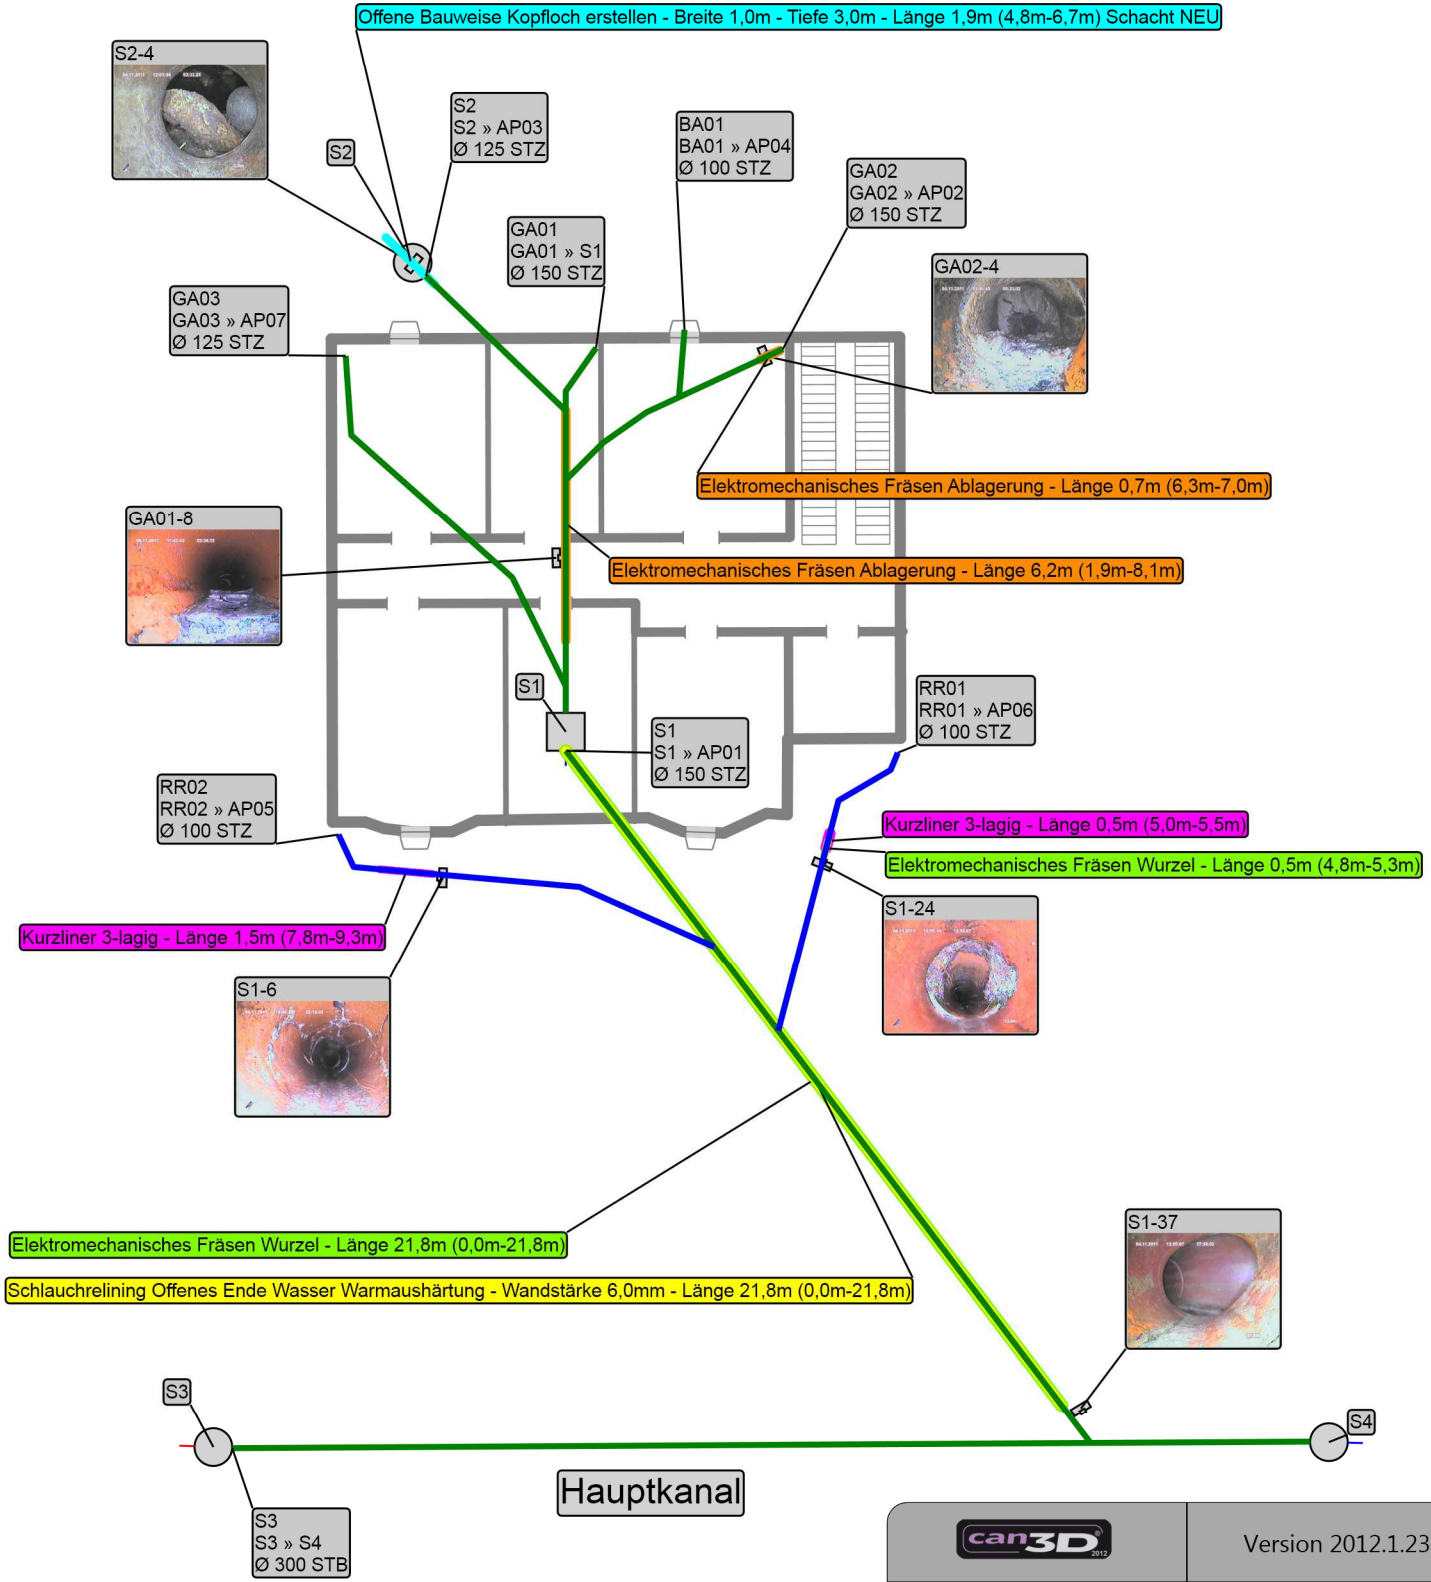 Offene Bauweise Kopfloch erstellen - Breite 1,0m - Tiefe 3,0m - Länge 1,9m (4,8m-6,7m) Schacht NEU
S2-4
S2
S2
S2 » AP03
Ø 125 STZ
BA01
BA01 » AP04
Ø 100 STZ
GA02
GA02 » AP02
Ø 150 STZ
GA01
GA01 » S1
Ø 150 STZ
GA02-4
GA03
GA03 » AP07
Ø 125 STZ
Elektromechanisches Fräsen Ablagerung - Länge 0,7m (6,3m-7,0m)
GA01-8
Elektromechanisches Fräsen Ablagerung - Länge 6,2m (1,9m-8,1m)
S1
RR01
RR01 » AP06
Ø 100 STZ
S1
S1 » AP01
Ø 150 STZ
RR02
RR02 » AP05
Ø 100 STZ
Kurzliner 3-lagig - Länge 0,5m (5,0m-5,5m)
Elektromechanisches Fräsen Wurzel - Länge 0,5m (4,8m-5,3m)
S1-24
Kurzliner 3-lagig - Länge 1,5m (7,8m-9,3m)
S1-6
Elektromechanisches Fräsen Wurzel - Länge 21,8m (0,0m-21,8m)
S1-37
Schlauchrelining Offenes Ende Wasser Warmaushärtung - Wandstärke 6,0mm - Länge 21,8m (0,0m-21,8m)
S3
S4
Hauptkanal
S3
S3 » S4
Ø 300 STB
can3D®
2012
Version 2012.1.23